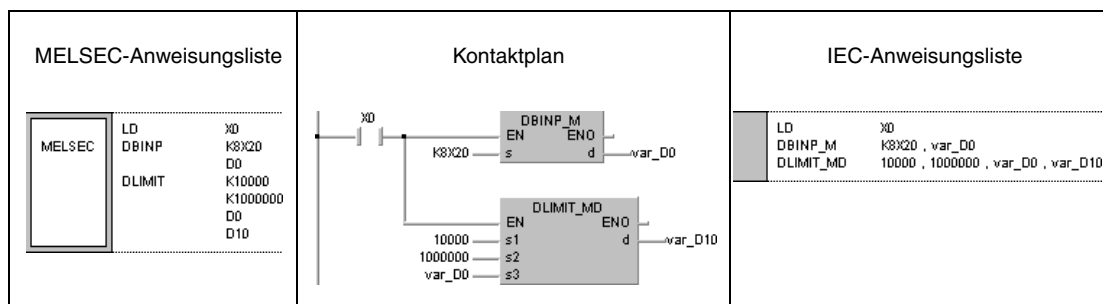 MELSEC-Anweisungsliste
MELSEC
LD X0
DBINP K8X20
D0
DLIMIT K10000
K1000000
D0
D10
Kontaktplan
X0
DBINP_M
EN ENO
K8X20 s d var_D0
DLIMIT_MD
EN ENO
10000 s1 d var_D10
1000000 s2
var_D0 s3
IEC-Anweisungsliste
LD X0
DBINP_M K8X20 , var_D0
DLIMIT_MD 10000 , 1000000 , var_D0 , var_D10